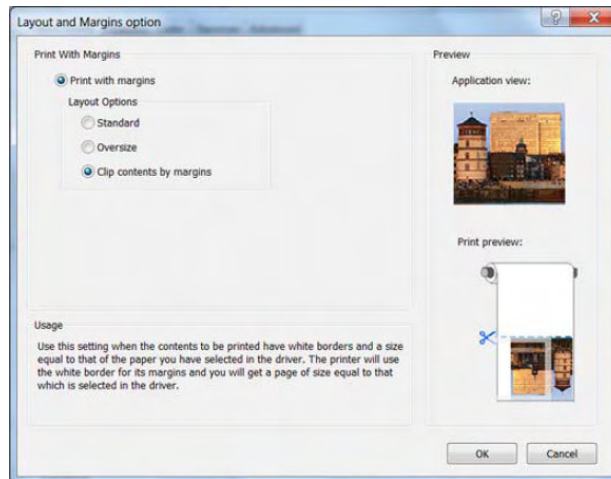 Layout and Margins option
Print With Margins
Print with margins
Layout Options
Standard
Oversize
Clip contents by margins
Usage
Use this setting when the contents to be printed have white borders and a size
equal to that of the paper you have selected in the driver. The printer will use
the white border for its margins and you will get a page of size equal to that
which is selected in the driver.
Preview
Application view:
Print preview:
OK
Cancel